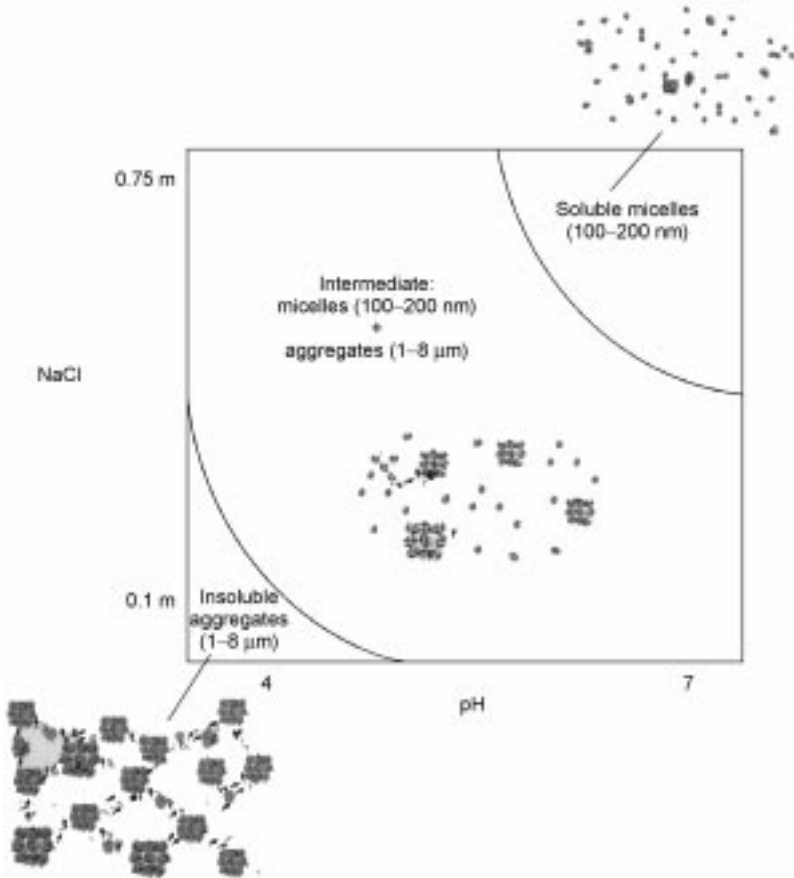 0.75 m
Soluble micelles
(100–200 nm)
Intermediate:
micelles (100–200 nm)
+
aggregates (1–8 μm)
NaCl
0.1 m
Insoluble
aggregates
(1–8 μm)
4
7
pH